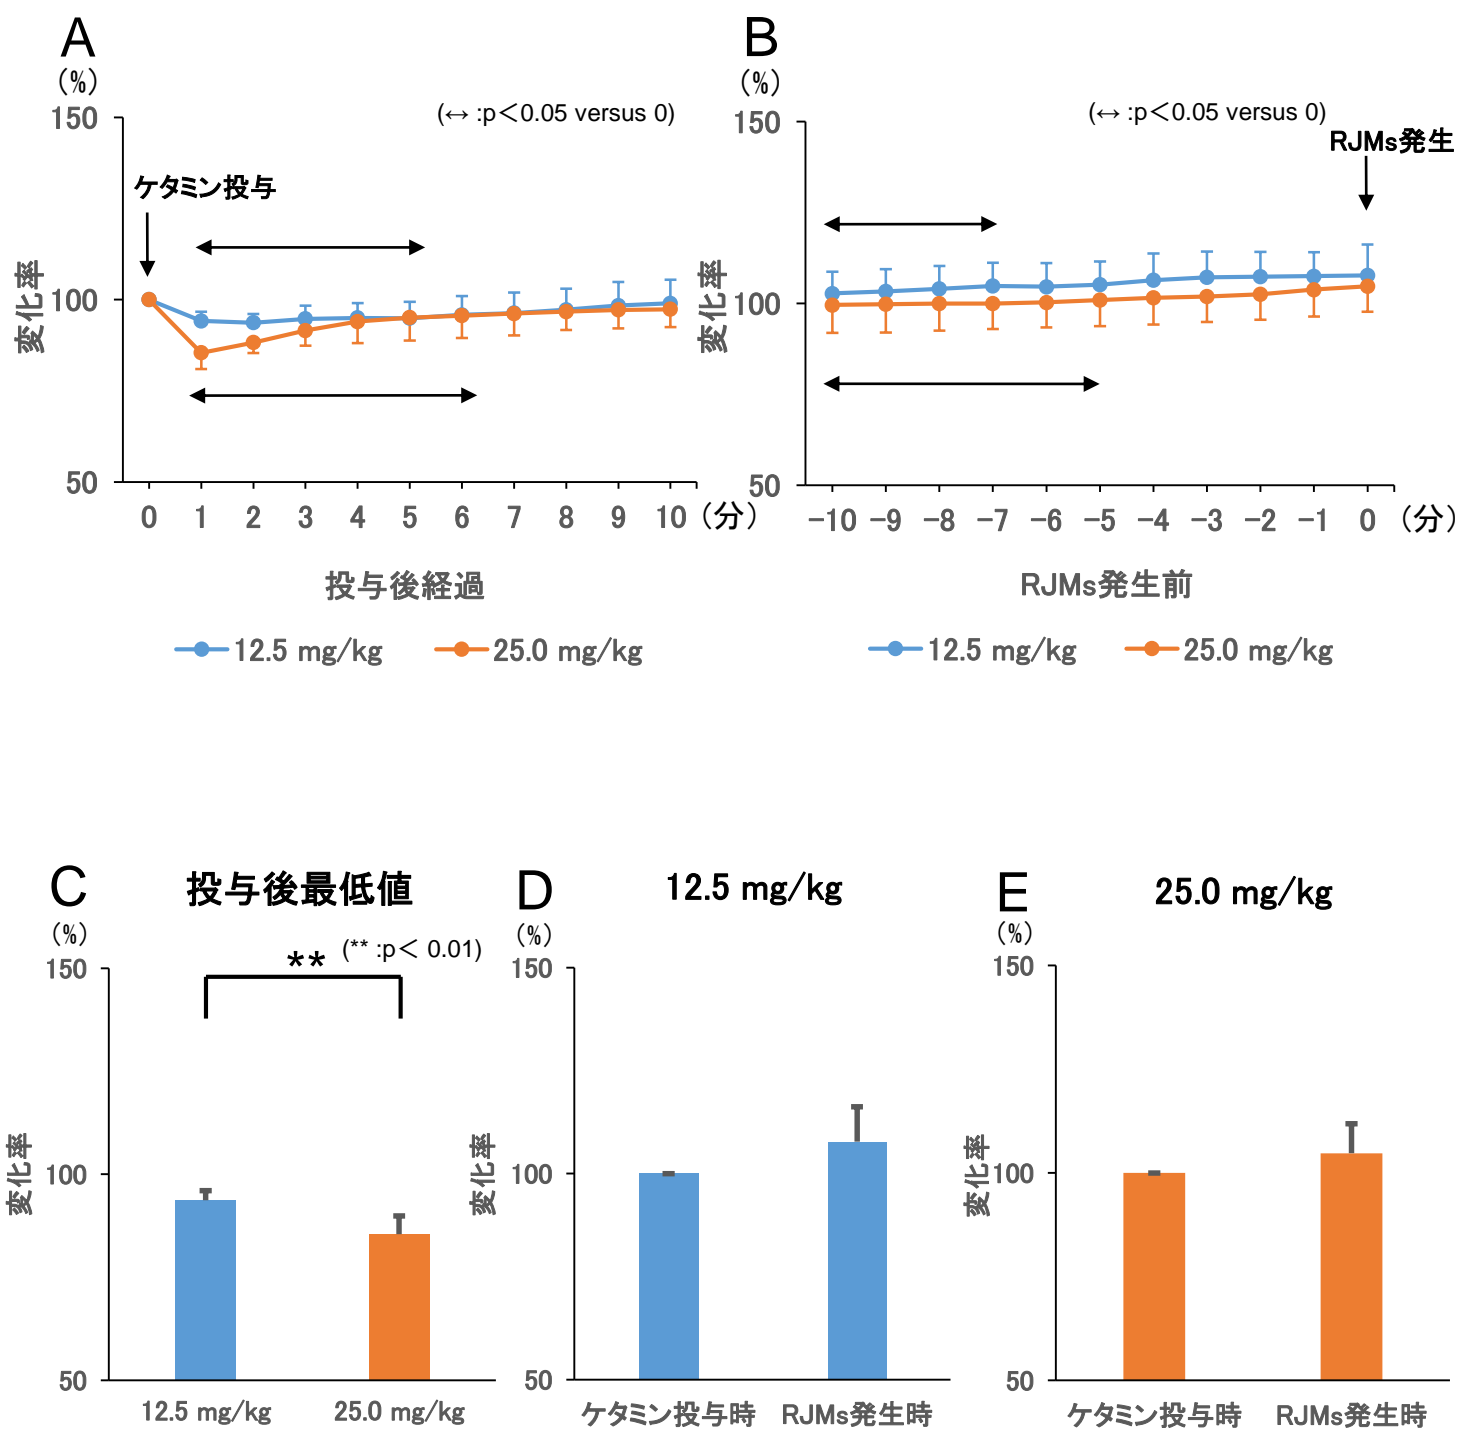 A
(%)
(↔ :p＜0.05 versus 0)
150
ケタミン投与
100
変化率
50
0 1 2 3 4 5 6 7 8 9 10 （分）
投与後経過
12.5 mg/kg 25.0 mg/kg
B
(%)
(↔ :p＜0.05 versus 0)
150
RJMs発生
100
変化率
50
−10 −9 −8 −7 −6 −5 −4 −3 −2 −1 0 （分）
RJMs発生前
12.5 mg/kg 25.0 mg/kg
C
投与後最低値
(%)
** (** :p＜ 0.01)
150
100
変化率
50
12.5 mg/kg 25.0 mg/kg
D
12.5 mg/kg
(%)
150
100
変化率
50
ケタミン投与時 RJMs発生時
E
25.0 mg/kg
(%)
150
100
変化率
50
ケタミン投与時 RJMs発生時